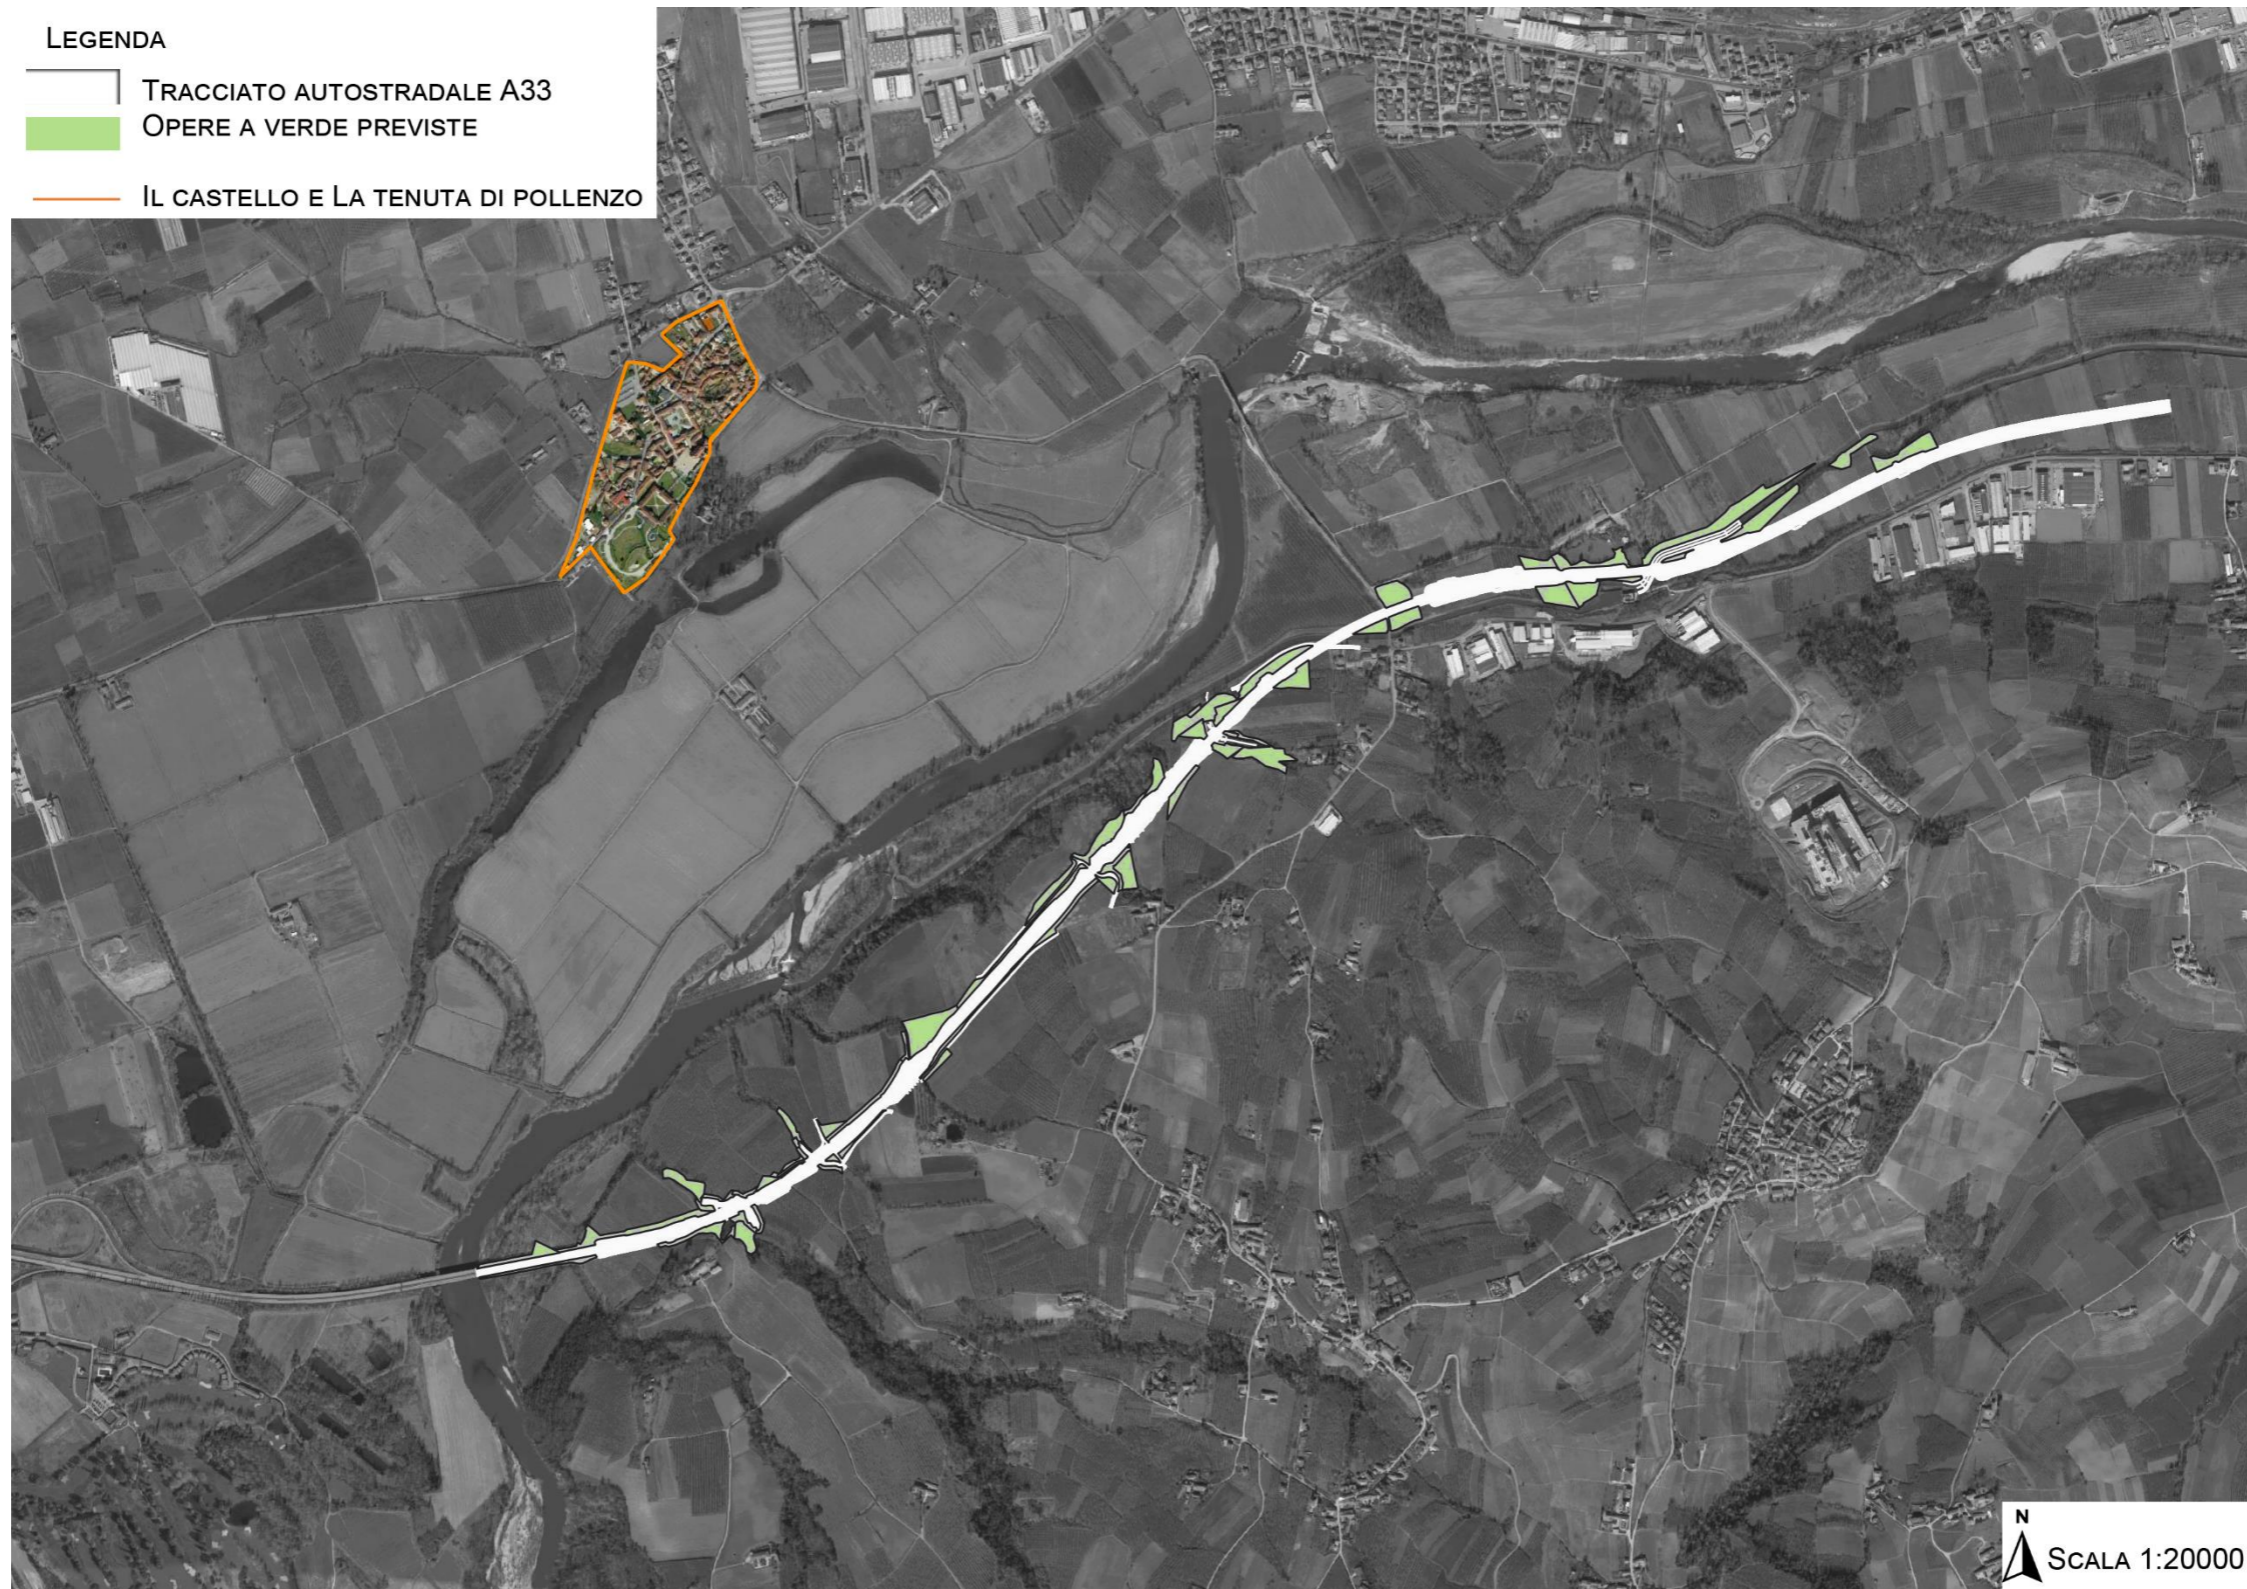 LEGENDA
TRACCIATO AUTOSTRADALE A33
OPERE A VERDE PREVISTE
IL CASTELLO E LA TENUTA DI POLLENZO
N
SCALA 1:20000